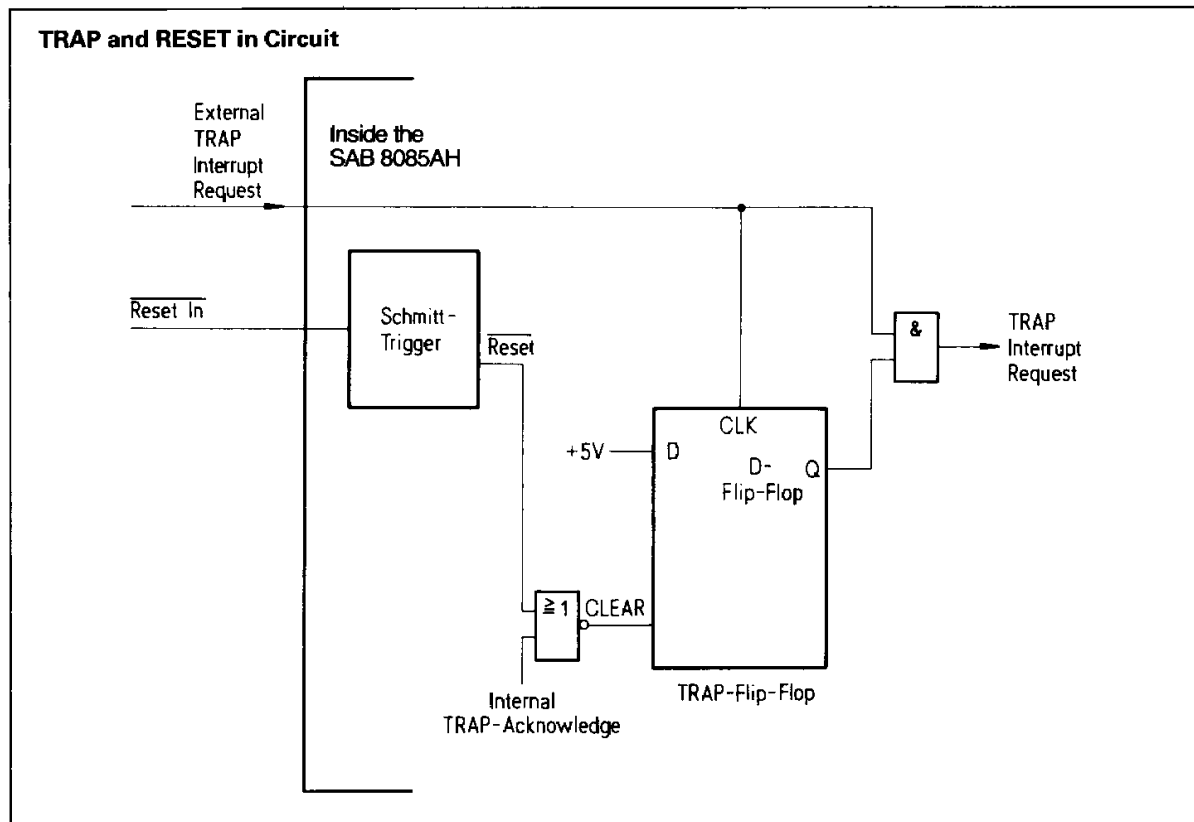 TRAP and RESET in Circuit
External
TRAP
Interrupt
Request
Inside the
SAB 8085AH
Reset In
Schmitt-
Trigger
Reset
&
TRAP
Interrupt
Request
CLK
+5V
D
D-
Flip-Flop
Q
≧ 1
CLEAR
Internal
TRAP-Acknowledge
TRAP-Flip-Flop